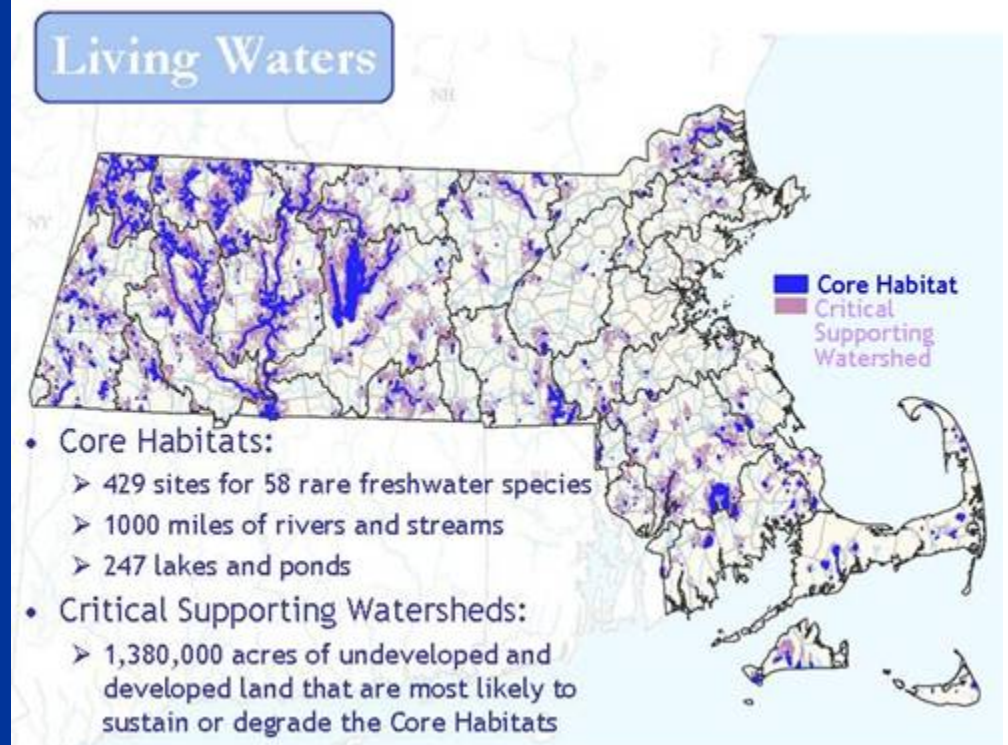 Living Waters
NH
NY
Core Habitat
Critical
Supporting
Watershed
• Core Habitats:
➢ 429 sites for 58 rare freshwater species
➢ 1000 miles of rivers and streams
➢ 247 lakes and ponds
• Critical Supporting Watersheds:
➢ 1,380,000 acres of undeveloped and
developed land that are most likely to
sustain or degrade the Core Habitats